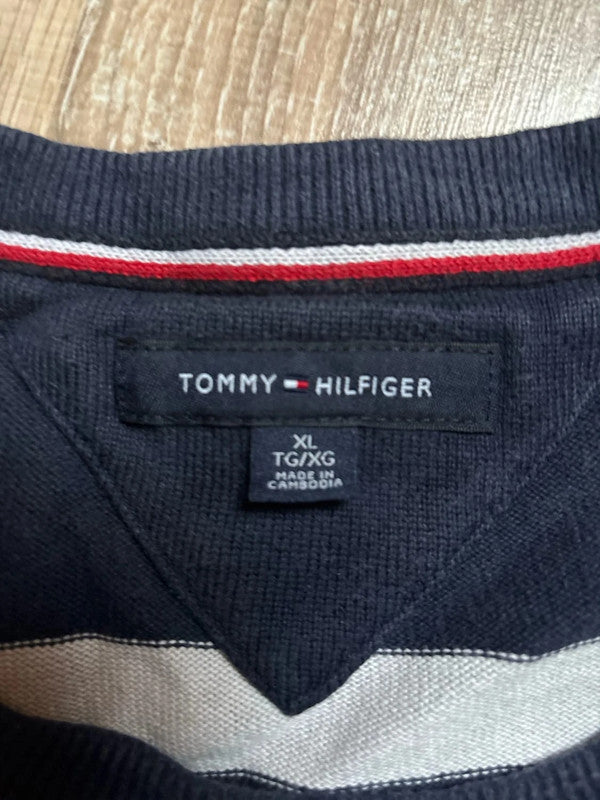 TOMMY HILFIGER
XL
TG/XG
MADE IN
CAMBODIA